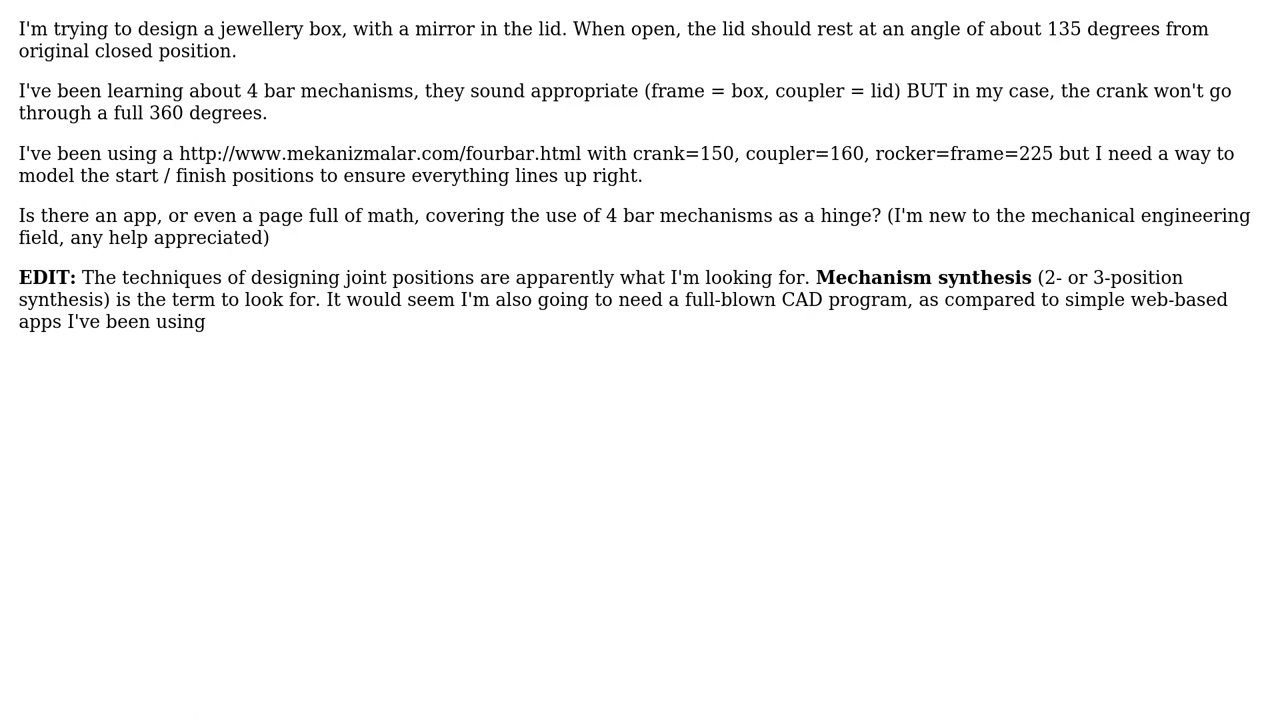 I'm trying to design a jewellery box, with a mirror in the lid. When open, the lid should rest at an angle of about 135 degrees from
original closed position.
I've been learning about 4 bar mechanisms, they sound appropriate (frame = box, coupler = lid) BUT in my case, the crank won't go
through a full 360 degrees.
I've been using a http://www.mekanizmalar.com/fourbar.html with crank=150, coupler=160, rocker=frame=225 but I need a way to
model the start / finish positions to ensure everything lines up right.
Is there an app, or even a page full of math, covering the use of 4 bar mechanisms as a hinge? (I'm new to the mechanical engineering
field, any help appreciated)
EDIT: The techniques of designing joint positions are apparently what I'm looking for. Mechanism synthesis (2- or 3-position
synthesis) is the term to look for. It would seem I'm also going to need a full-blown CAD program, as compared to simple web-based
apps I've been using